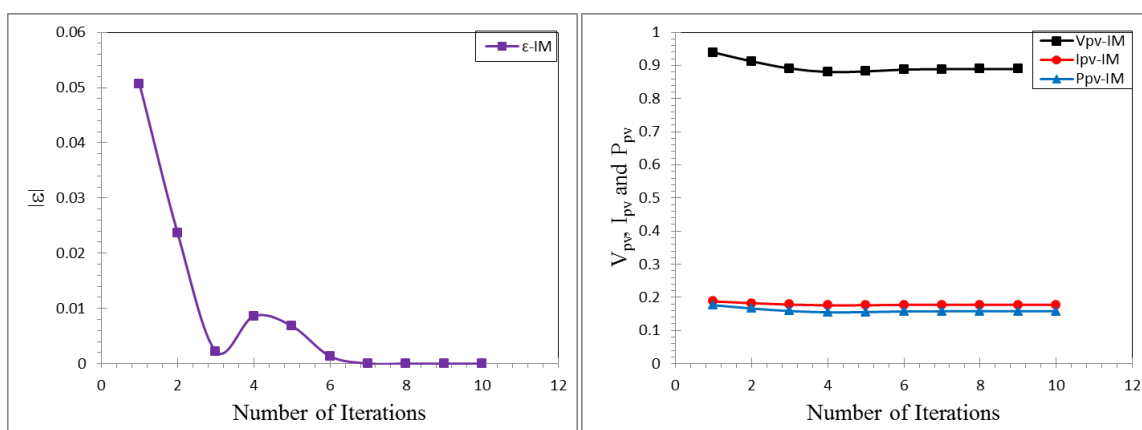 0.06
0.05
0.04
0.03
0.02
0.01
0
0 2 4 6 8 10 12
|ε|
Number of Iterations
ε-IM
1
0.9
0.8
0.7
0.6
0.5
0.4
0.3
0.2
0.1
0
0 2 4 6 8 10 12
Vpv, Ipv and Ppv
Number of Iterations
Vpv-IM
Ipv-IM
Ppv-IM